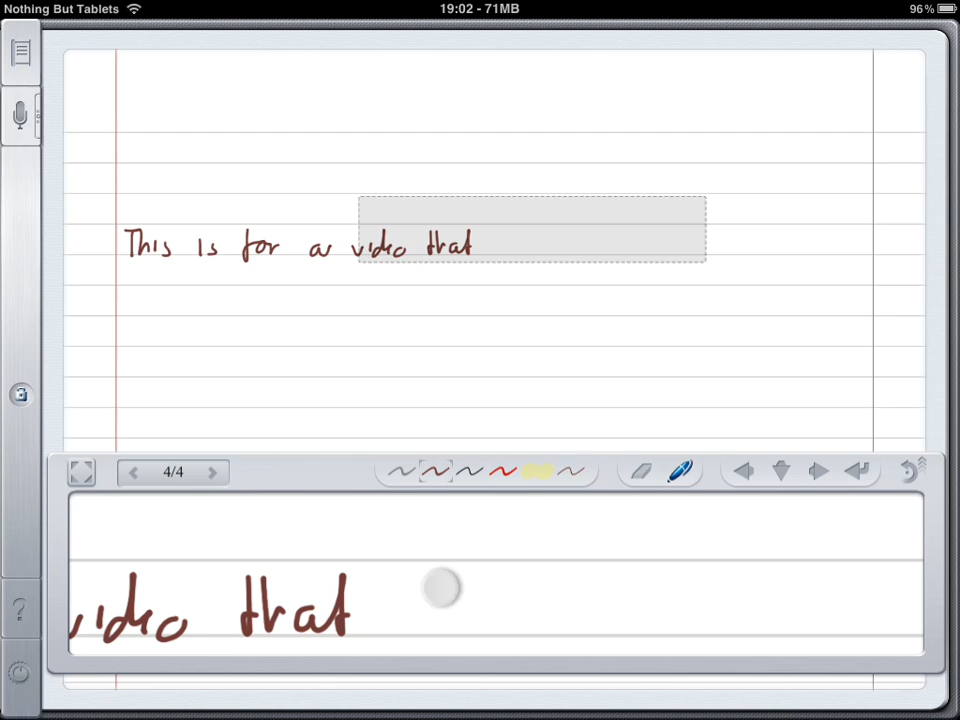 Nothing But Tablets 19:02 - 71MB 96%
This is for a video that
4/4
video that
?